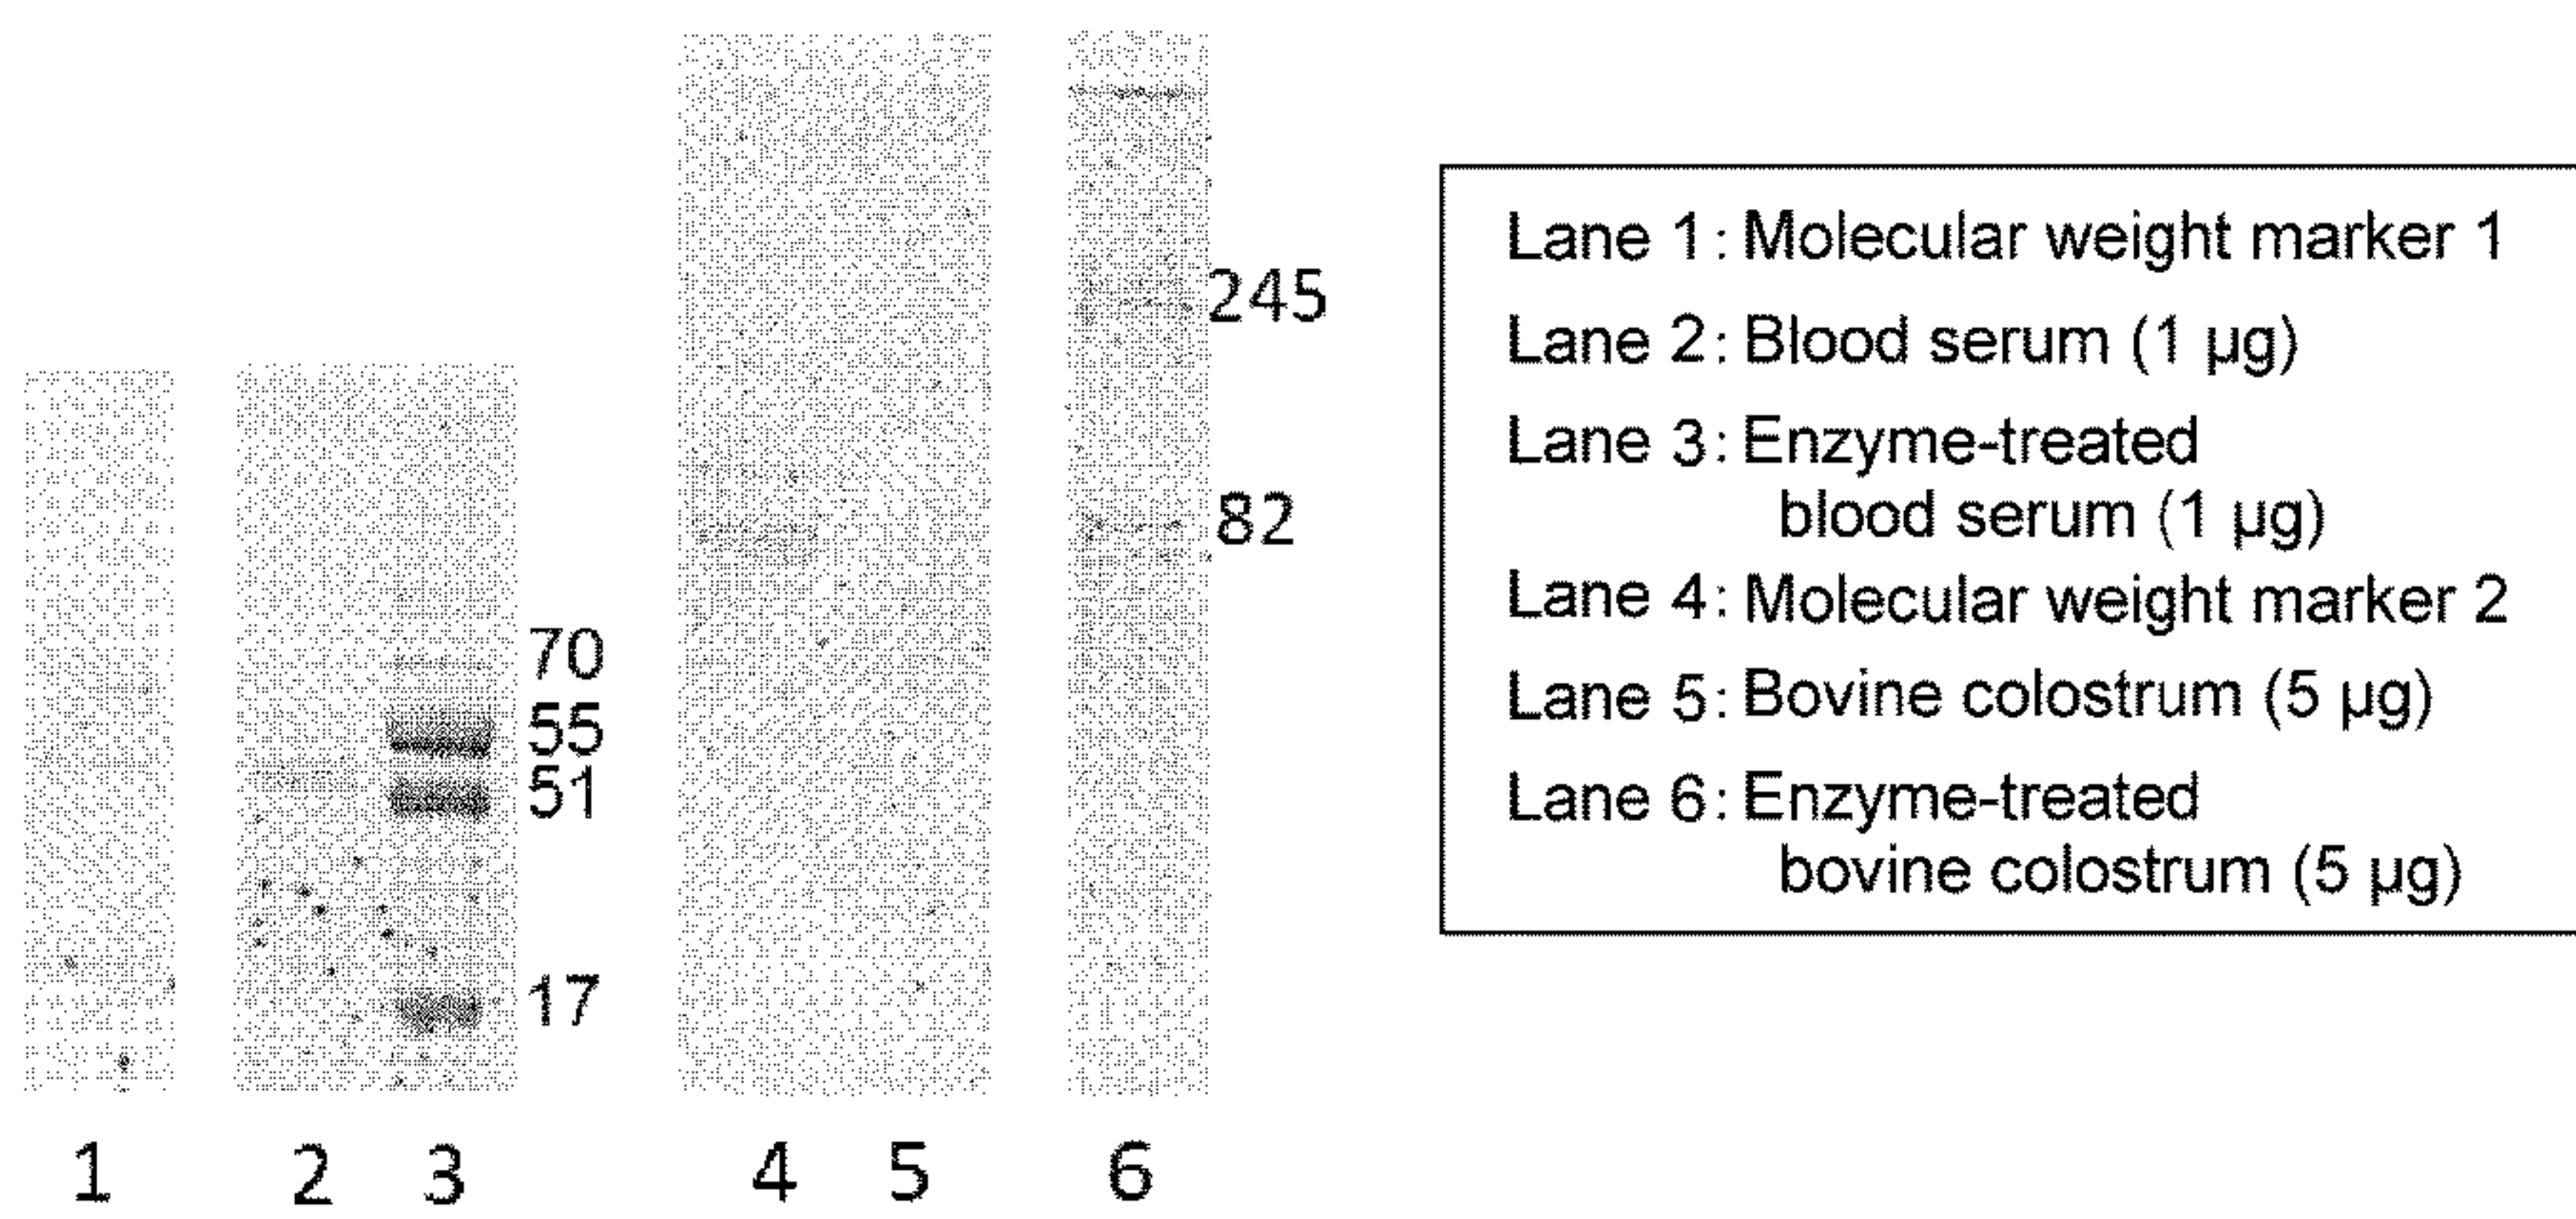 70
55
51
17
245
82
1 2 3 4 5 6
Lane 1: Molecular weight marker 1
Lane 2: Blood serum (1 µg)
Lane 3: Enzyme-treated
blood serum (1 µg)
Lane 4: Molecular weight marker 2
Lane 5: Bovine colostrum (5 µg)
Lane 6: Enzyme-treated
bovine colostrum (5 µg)